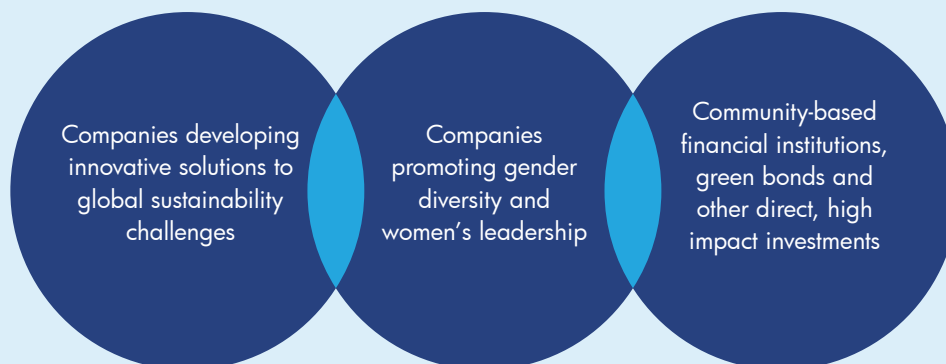 Companies developing
innovative solutions to
global sustainability
challenges
Companies
promoting gender
diversity and
women’s leadership
Community-based
financial institutions,
green bonds and
other direct, high
impact investments